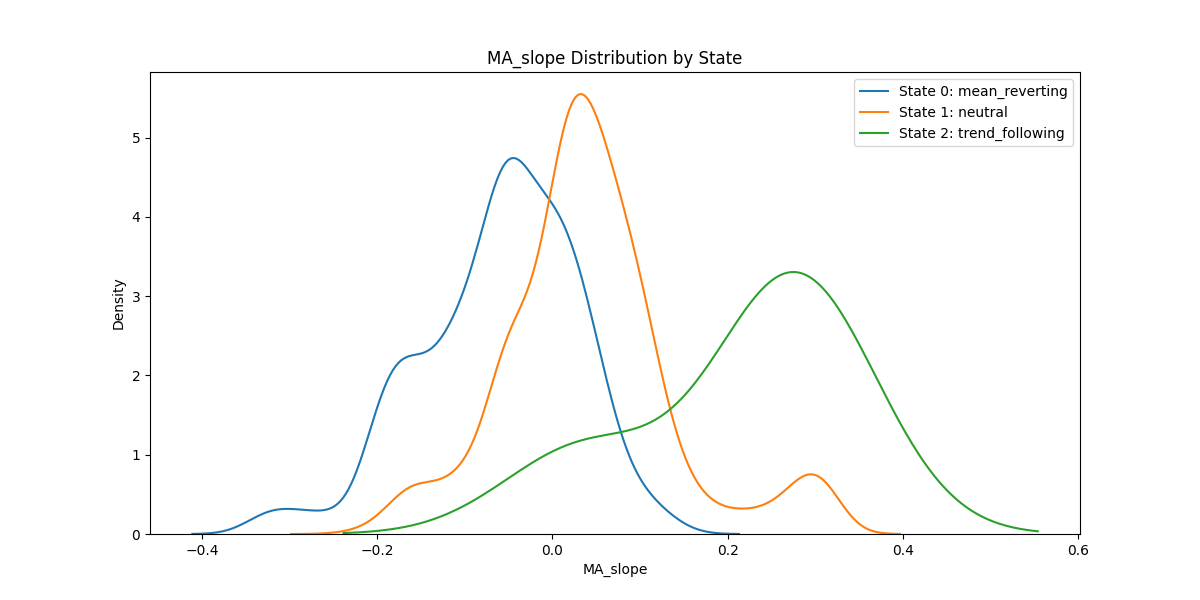 MA_slope Distribution by State
State 0: mean_reverting
State 1: neutral
State 2: trend_following
Density
5
4
3
2
1
0
−0.4
−0.2
0.0
0.2
0.4
0.6
MA_slope